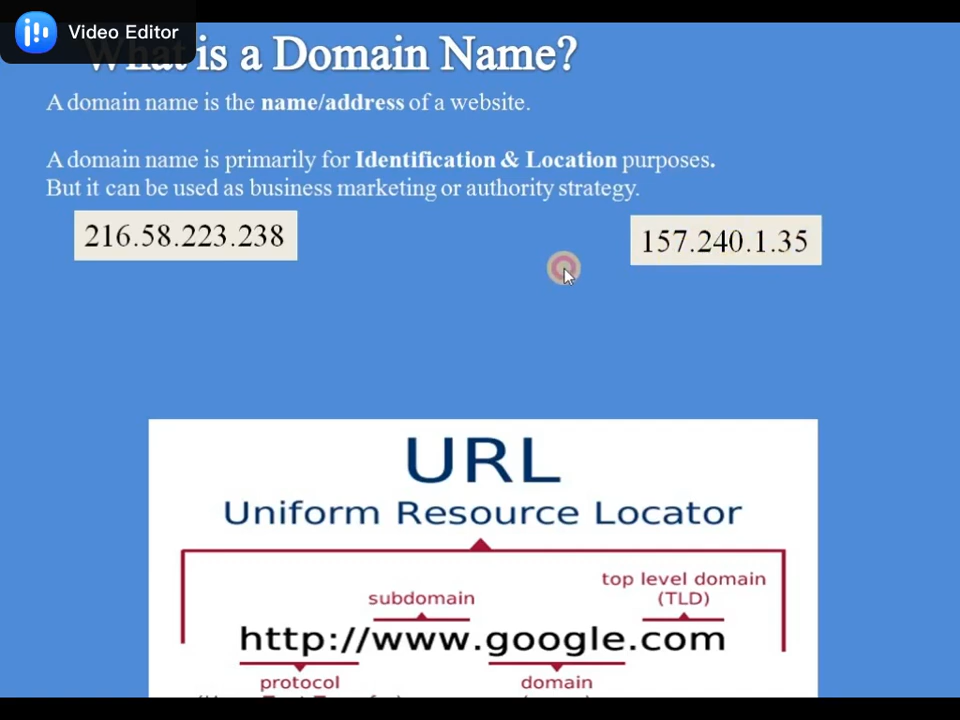 Video Editor
What is a Domain Name?
A domain name is the name/address of a website.
A domain name is primarily for Identification & Location purposes.
But it can be used as business marketing or authority strategy.
216.58.223.238
157.240.1.35
URL
Uniform Resource Locator
top level domain
(TLD)
subdomain
http://www.google.com
protocol
domain